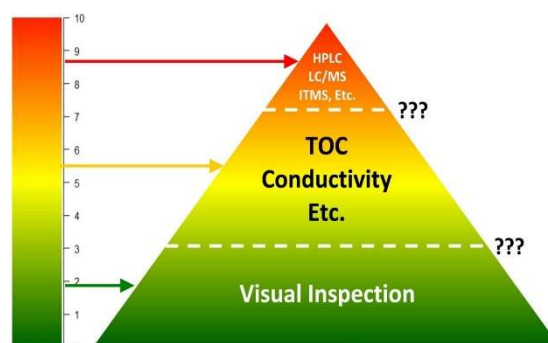 10
9
8
7
6
5
4
3
2
1
HPLC
LC/MS
ITMS, Etc.
???
TOC
Conductivity
Etc.
???
Visual Inspection